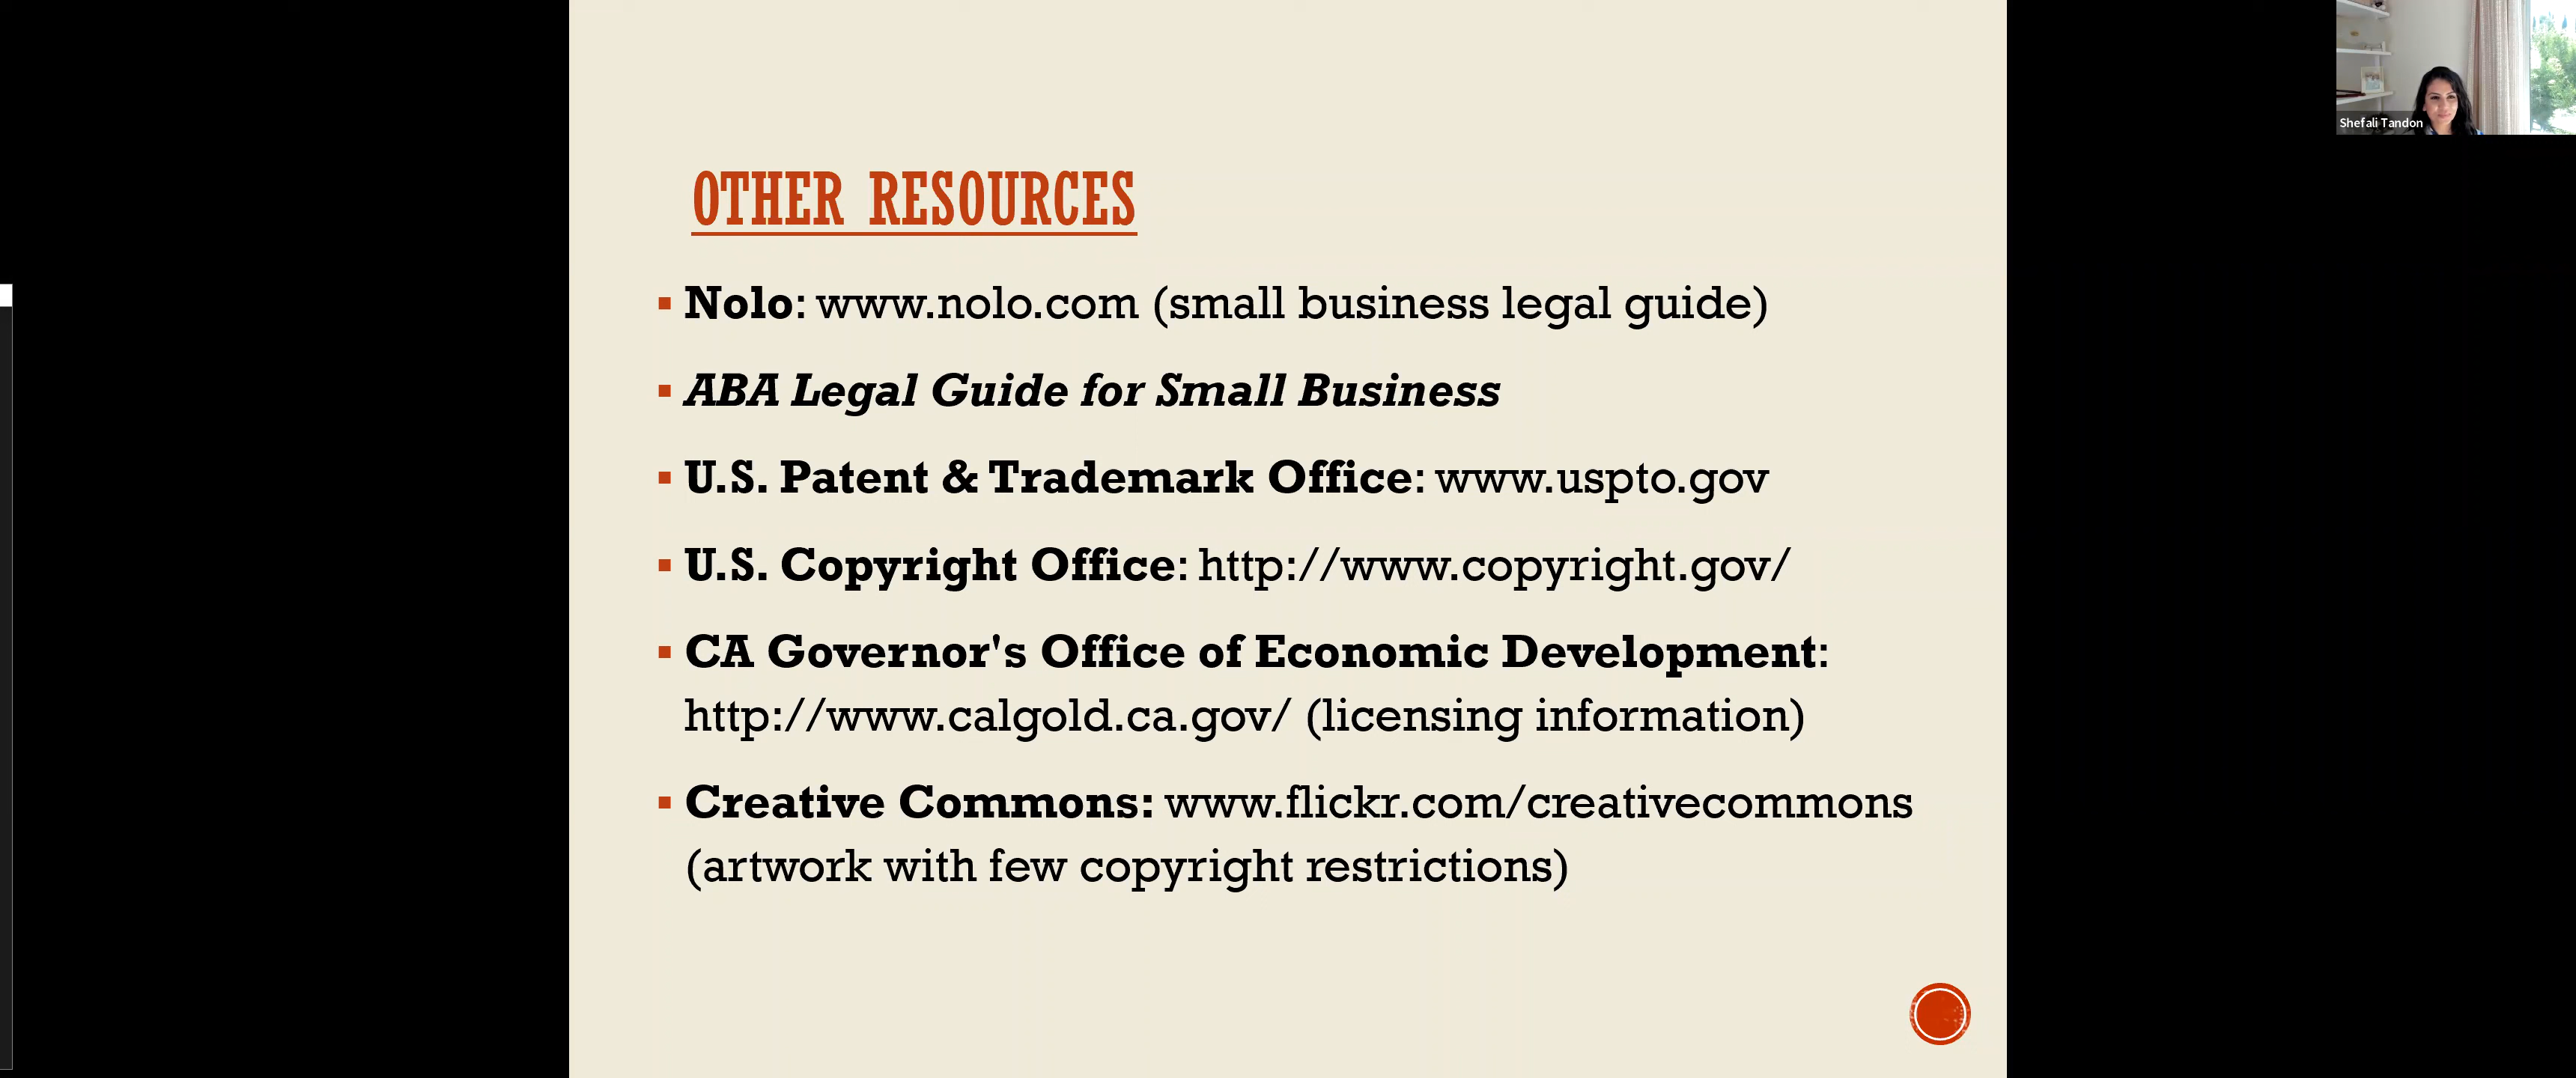 OTHER RESOURCES
▪ Nolo: www.nolo.com (small business legal guide)
▪ ABA Legal Guide for Small Business
▪ U.S. Patent & Trademark Office: www.uspto.gov
▪ U.S. Copyright Office: http://www.copyright.gov/
▪ CA Governor's Office of Economic Development:
http://www.calgold.ca.gov/ (licensing information)
▪ Creative Commons: www.flickr.com/creativecommons
(artwork with few copyright restrictions)
Shefali Tandon